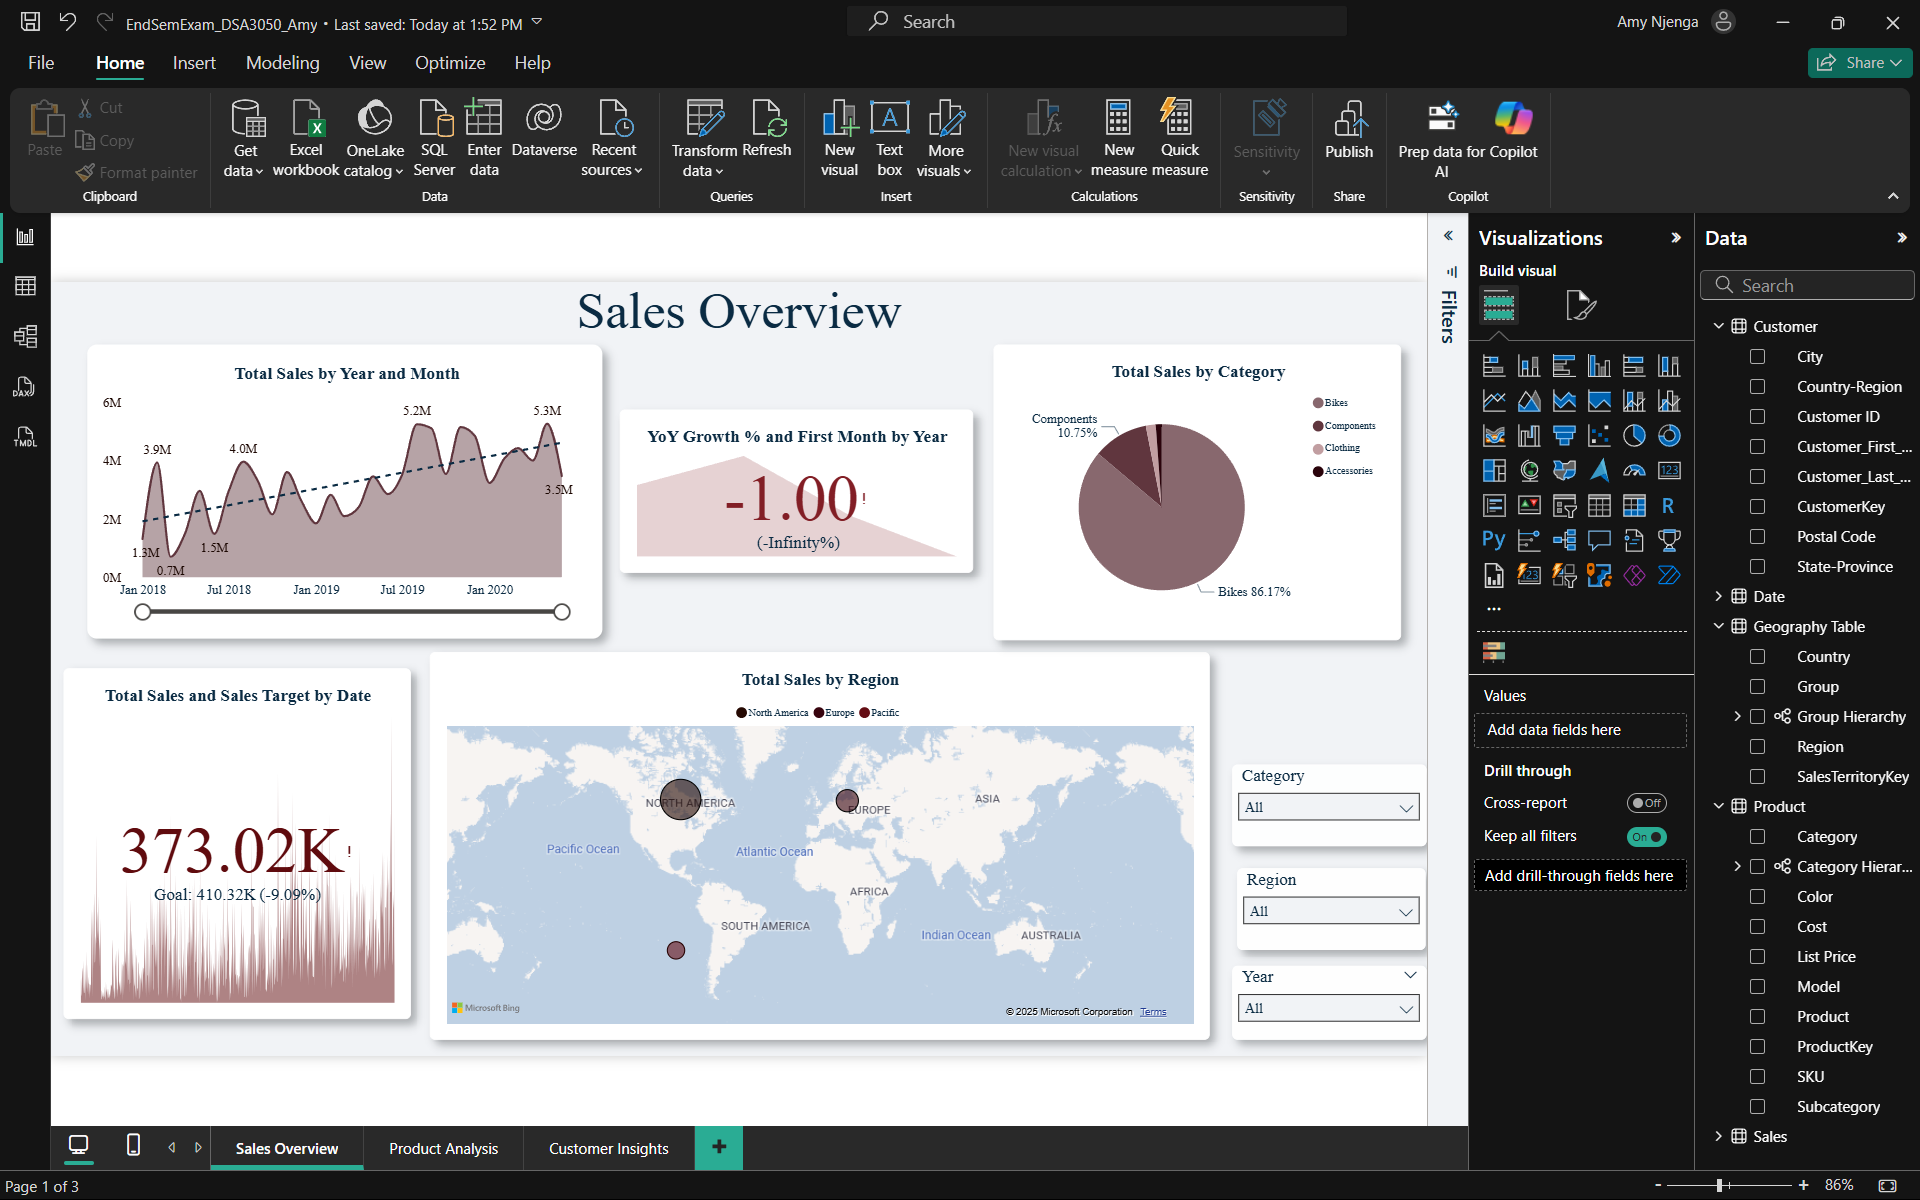 EndSemExam_DSA3050_Amy • Last saved: Today at 1:52 PM
Search
Amy Njenga
File
Home
Insert
Modeling
View
Optimize
Help
Share
Paste
Cut
Copy
Format painter
Clipboard
Get data
Excel workbook
OneLake catalog
SQL Server
Enter data
Dataverse
Recent sources
Data
Transform data
Refresh
Queries
New visual
Text box
More visuals
Insert
New visual calculation
New measure
Quick measure
Calculations
Sensitivity
Sensitivity
Publish
Share
Prep data for AI
Copilot
Copilot
DAX
TMDL
Sales Overview
Total Sales by Year and Month
6M
4M
2M
0M
3.9M
4.0M
5.2M
5.3M
3.5M
1.3M
0.7M
1.5M
Jan 2018
Jul 2018
Jan 2019
Jul 2019
Jan 2020
YoY Growth % and First Month by Year
-1.00!
(-Infinity%)
Total Sales by Category
Components
10.75%
Bikes 86.17%
Bikes
Components
Clothing
Accessories
Total Sales and Sales Target by Date
373.02K!
Goal: 410.32K (-9.09%)
Total Sales by Region
North America
Europe
Pacific
NORTH AMERICA
EUROPE
ASIA
Pacific Ocean
Atlantic Ocean
AFRICA
SOUTH AMERICA
Indian Ocean
AUSTRALIA
Microsoft Bing
© 2025 Microsoft Corporation Terms
Category
All
Region
All
Year
All
Filters
Visualizations
Build visual
123
R
Py
123
...
Values
Add data fields here
Drill through
Cross-report
Off
Keep all filters
On
Add drill-through fields here
Data
Search
Customer
City
Country-Region
Customer ID
Customer_First_...
Customer_Last_...
CustomerKey
Postal Code
State-Province
Date
Geography Table
Country
Group
Group Hierarchy
Region
SalesTerritoryKey
Product
Category
Category Hierar...
Color
Cost
List Price
Model
Product
ProductKey
SKU
Subcategory
Sales
Sales Overview
Product Analysis
Customer Insights
+
Page 1 of 3
- + 86%